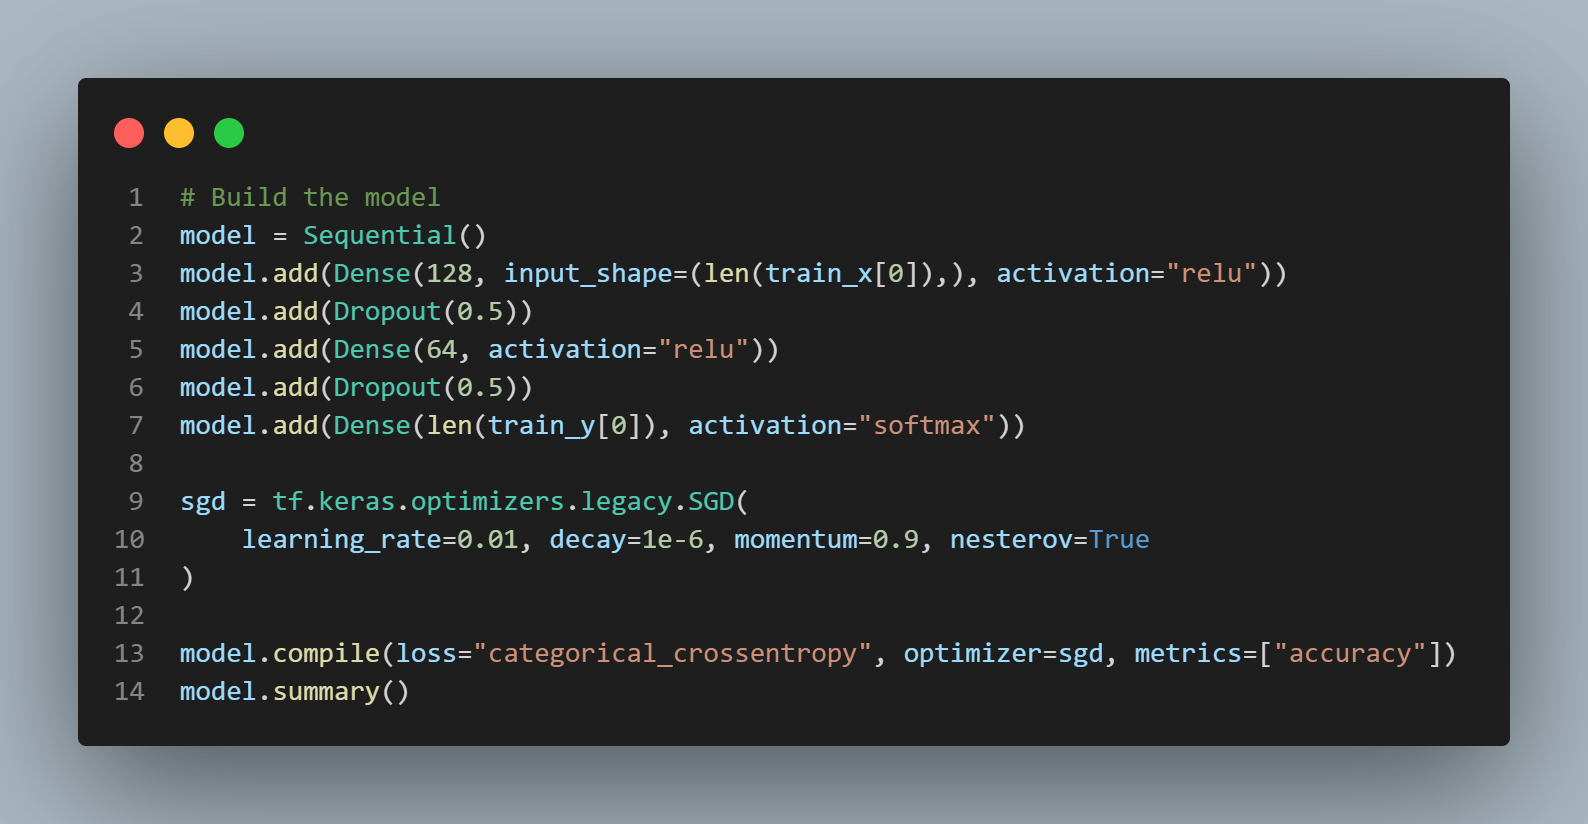 1 # Build the model
2 model = Sequential()
3 model.add(Dense(128, input_shape=(len(train_x[0]),), activation="relu"))
4 model.add(Dropout(0.5))
5 model.add(Dense(64, activation="relu"))
6 model.add(Dropout(0.5))
7 model.add(Dense(len(train_y[0]), activation="softmax"))
8
9 sgd = tf.keras.optimizers.legacy.SGD(
10     learning_rate=0.01, decay=1e-6, momentum=0.9, nesterov=True
11 )
12
13 model.compile(loss="categorical_crossentropy", optimizer=sgd, metrics=["accuracy"])
14 model.summary()